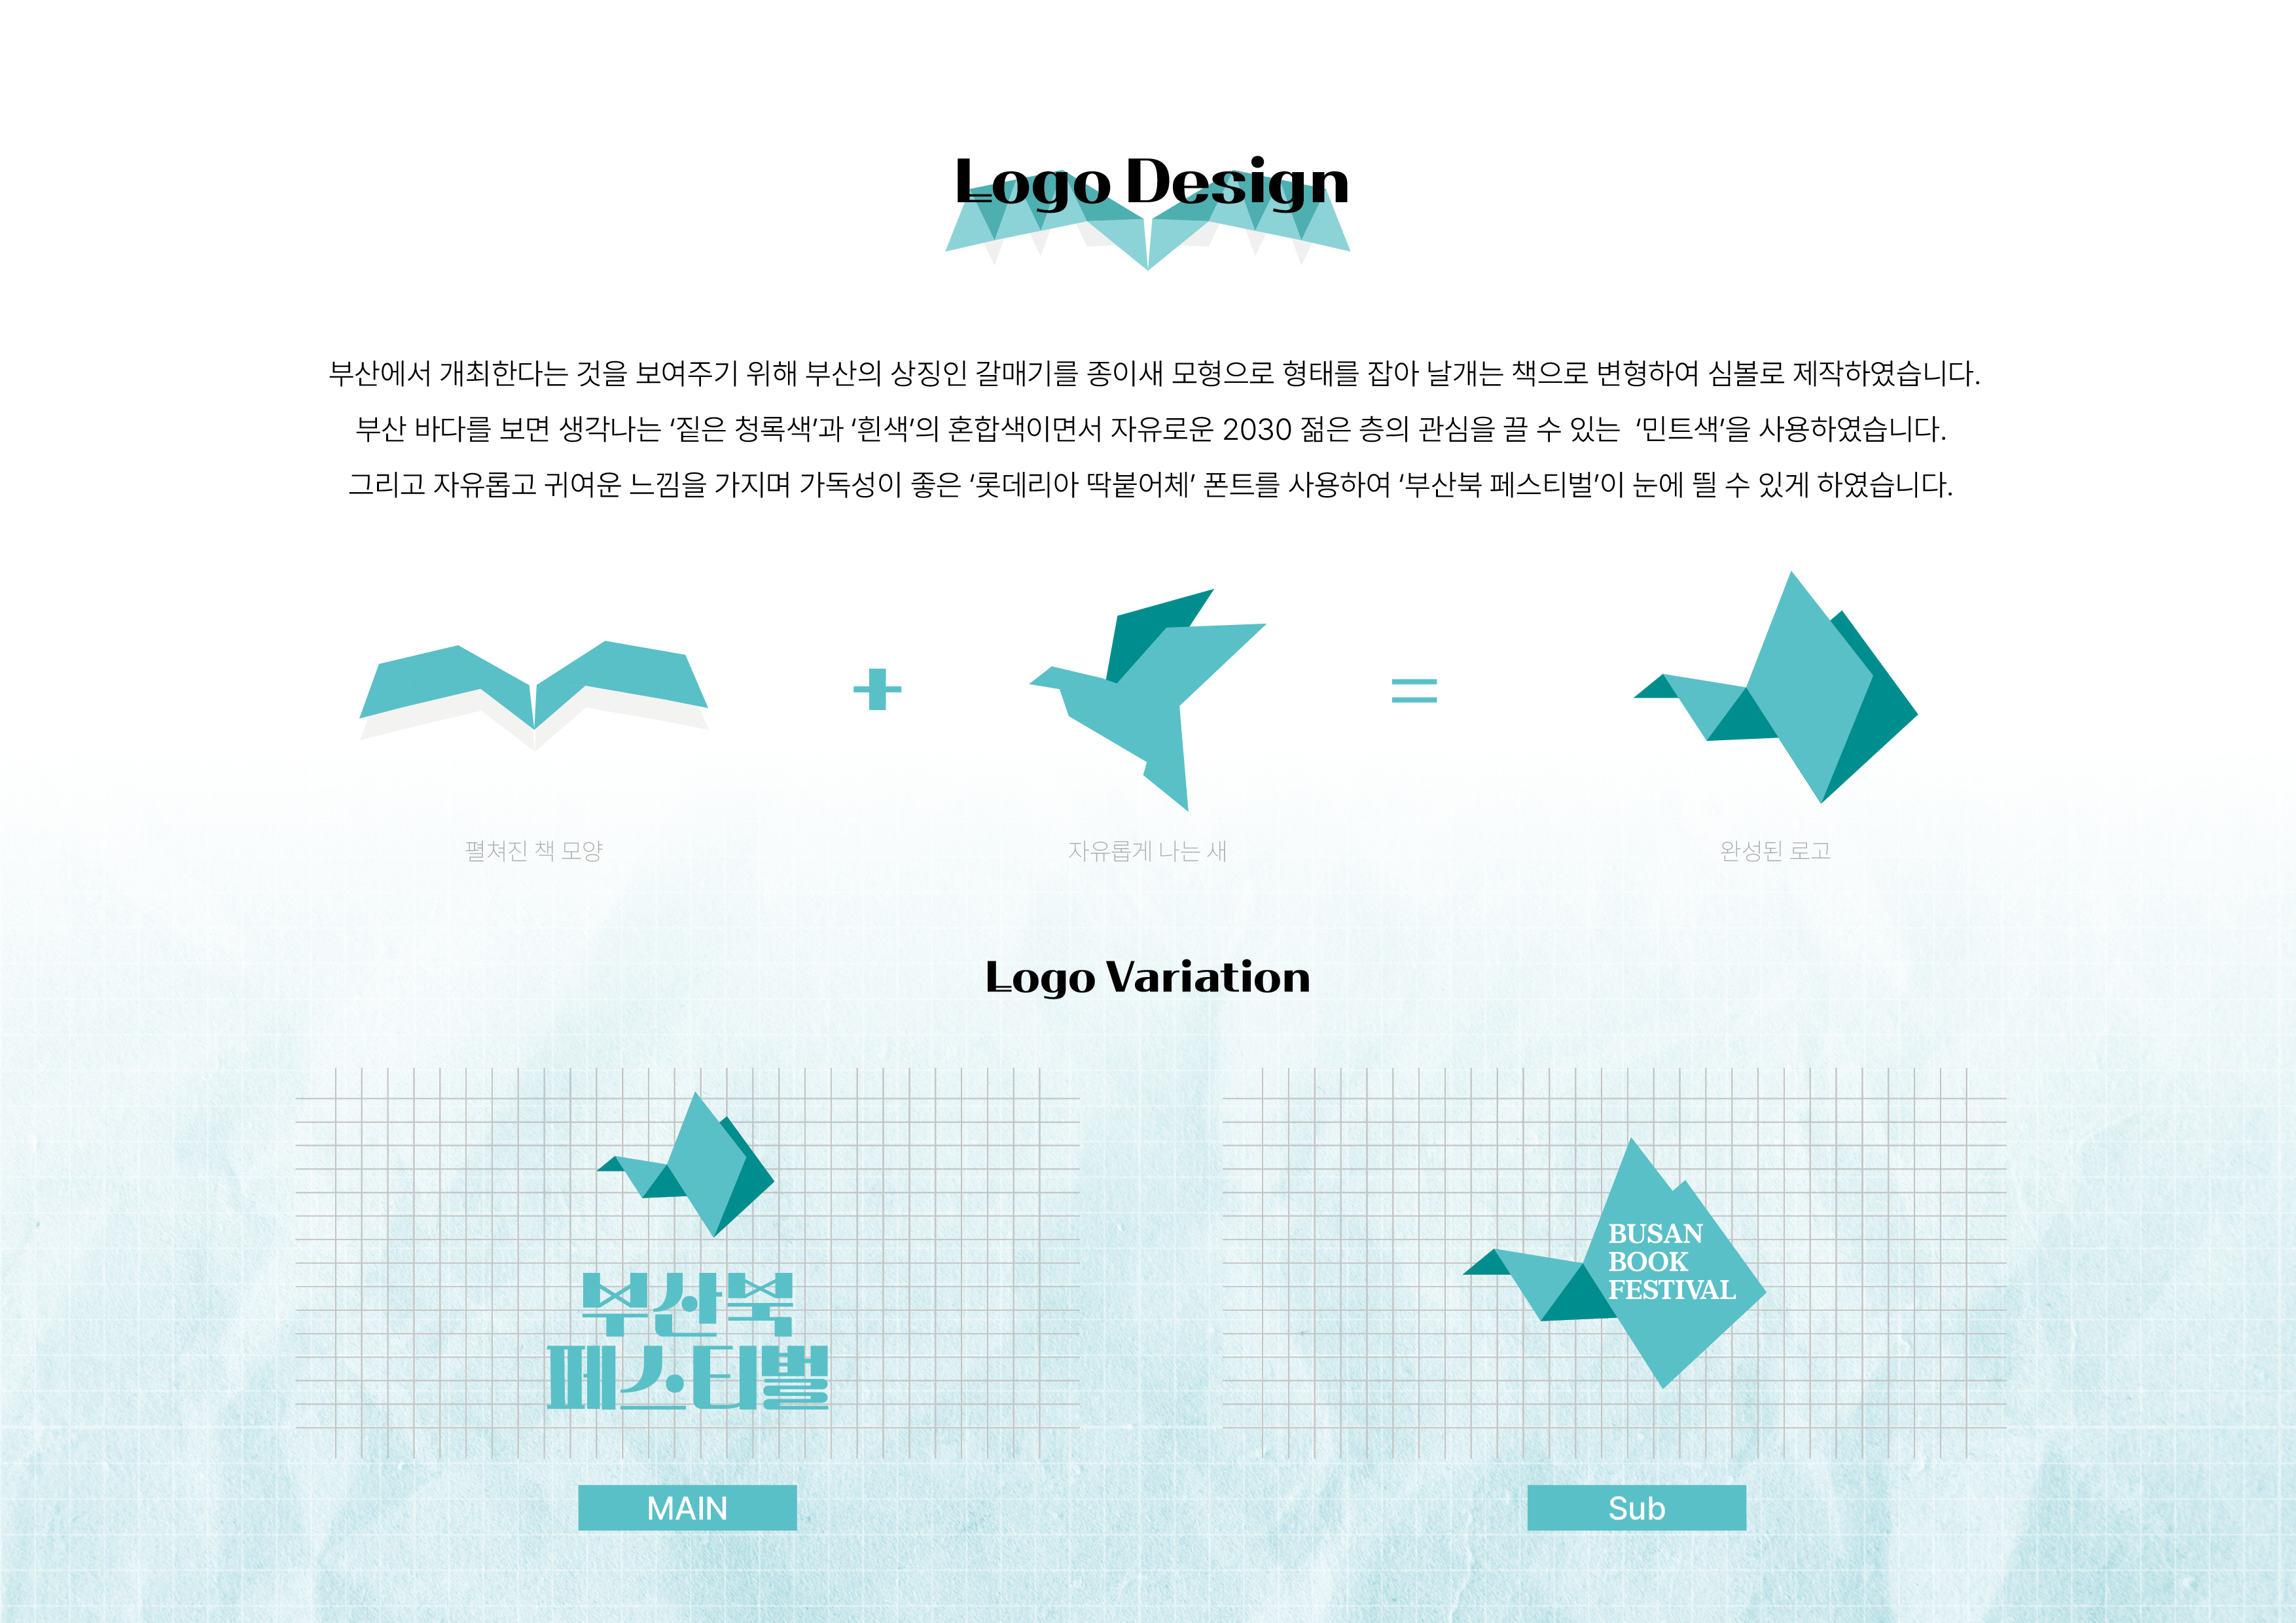 Logo Design
부산에서 개최한다는 것을 보여주기 위해 부산의 상징인 갈매기를 종이새 모형으로 형태를 잡아 날개는 책으로 변형하여 심볼로 제작하였습니다.
부산 바다를 보면 생각나는 ‘짙은 청록색’과 ‘흰색’의 혼합색이면서 자유로운 2030 젊은 층의 관심을 끌 수 있는 ‘민트색’을 사용하였습니다.
그리고 자유롭고 귀여운 느낌을 가지며 가독성이 좋은 ‘롯데리아 딱붙어체’ 폰트를 사용하여 ‘부산북 페스티벌’이 눈에 띌 수 있게 하였습니다.
+ =
펼쳐진 책 모양 자유롭게 나는 새 완성된 로고
Logo Variation
부산북
페스티벌
MAIN
BUSAN
BOOK
FESTIVAL
Sub